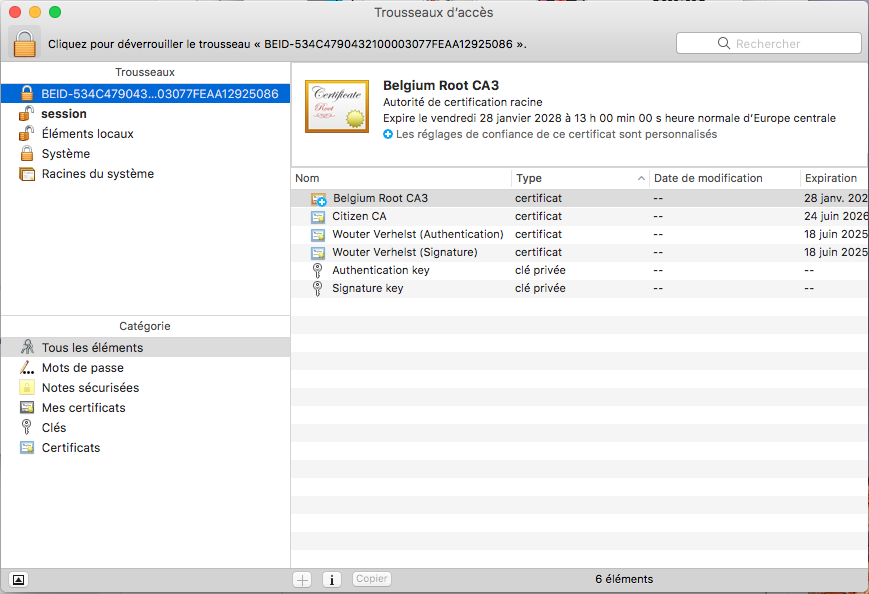 Trousseaux d'accès
Cliquez pour déverrouiller le trousseau « BEID-534C4790432100003077FEAA12925086 ».
Rechercher
Trousseaux
BEID-534C479043...03077FEAA12925086
session
Éléments locaux
Système
Racines du système
Certificate
Root
Belgium Root CA3
Autorité de certification racine
Expire le vendredi 28 janvier 2028 à 13 h 00 min 00 s heure normale d'Europe centrale
Les réglages de confiance de ce certificat sont personnalisés
Nom Type Date de modification Expiration
Belgium Root CA3 certificat -- 28 janv. 202
Citizen CA certificat -- 24 juin 2026
Wouter Verhelst (Authentication) certificat -- 18 juin 2025
Wouter Verhelst (Signature) certificat -- 18 juin 2025
Authentication key clé privée -- --
Signature key clé privée -- --
Catégorie
Tous les éléments
Mots de passe
Notes sécurisées
Mes certificats
Clés
Certificats
Copier
6 éléments